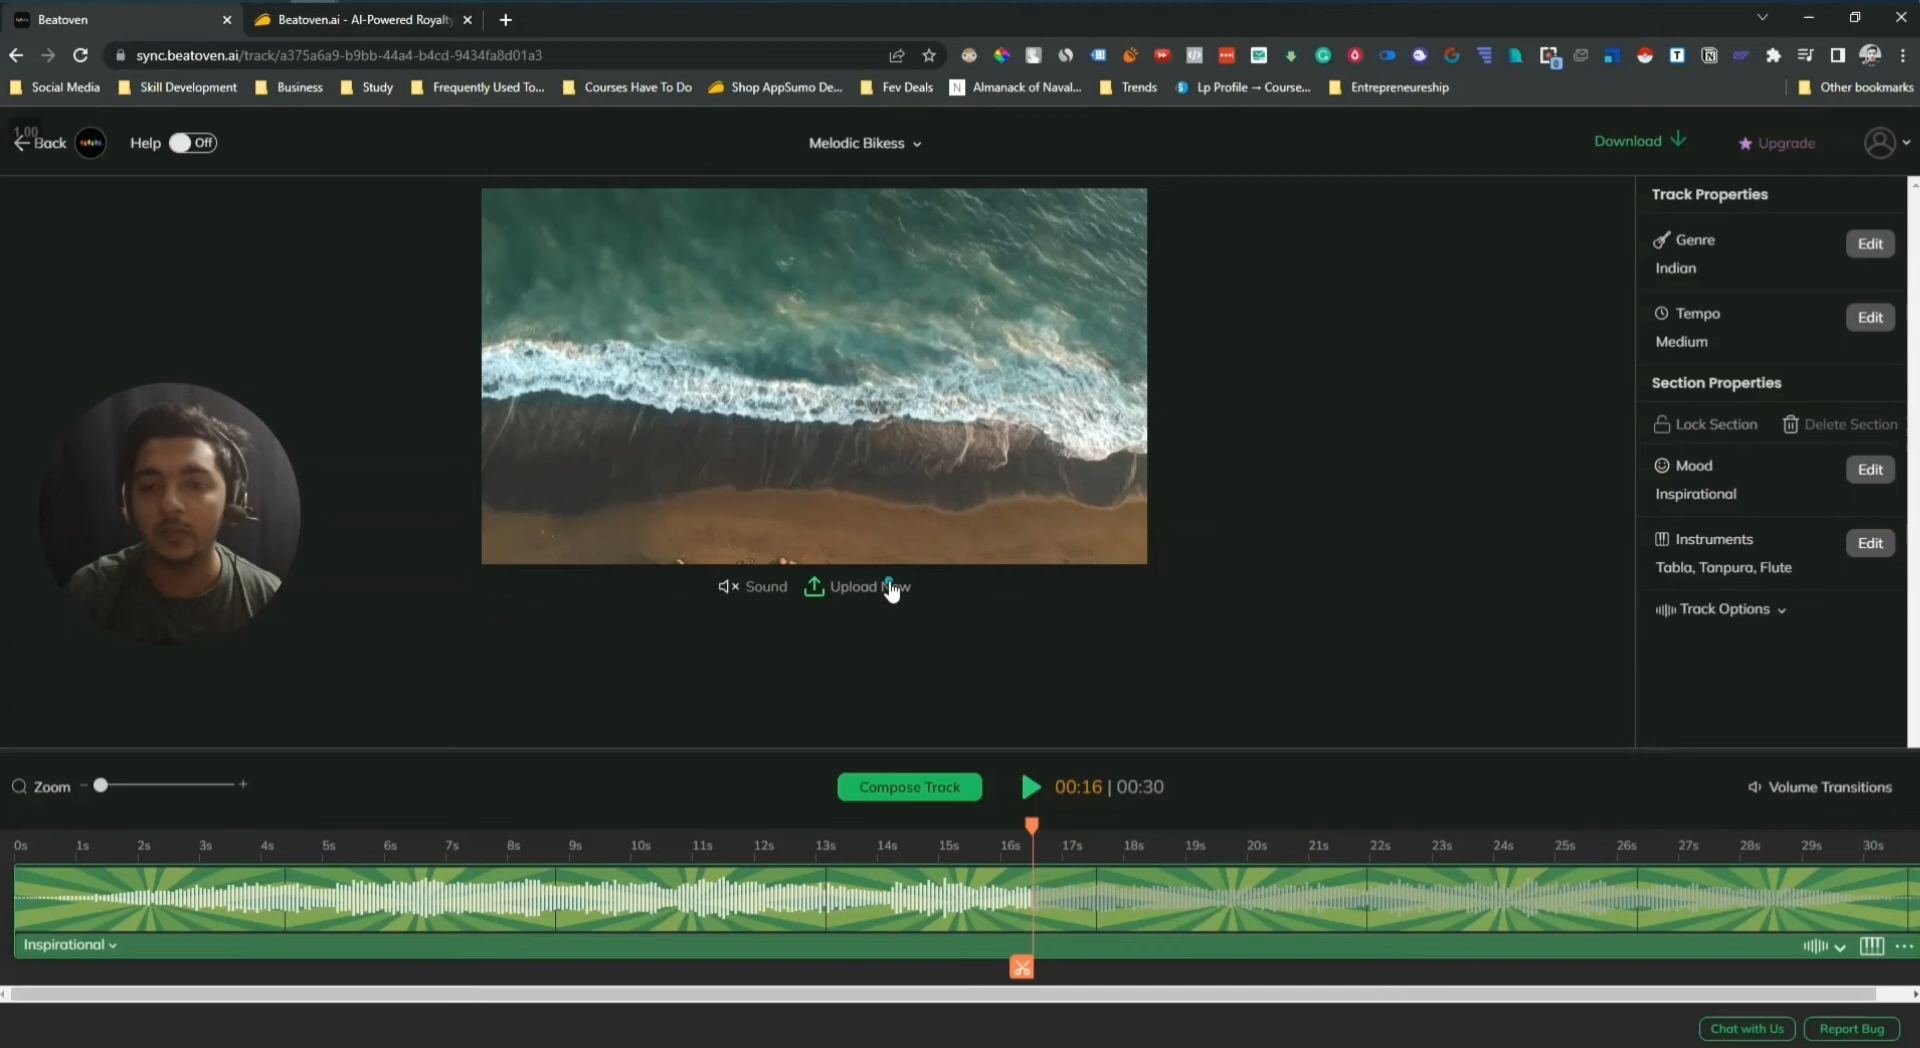 Beatoven
Beatoven.ai - AI-Powered Royalty
sync.beatoven.ai/track/a375a6a9-b9bb-44a4-b4cd-9434fa8d01a3
Social Media
Skill Development
Business
Study
Frequently Used To...
Courses Have To Do
Shop AppSumo De...
Fev Deals
Almanack of Naval...
Trends
Lp Profile → Course...
Entrepreneurship
Other bookmarks
1.00
Back
Help
Off
Melodic Bikess
Download
Upgrade
Track Properties
Genre
Edit
Indian
Tempo
Edit
Medium
Section Properties
Lock Section
Delete Section
Mood
Edit
Inspirational
Instruments
Edit
Tabla, Tanpura, Flute
Track Options
Sound
Upload Now
Zoom
Compose Track
00:16 | 00:30
Volume Transitions
0s 1s 2s 3s 4s 5s 6s 7s 8s 9s 10s 11s 12s 13s 14s 15s 16s 17s 18s 19s 20s 21s 22s 23s 24s 25s 26s 27s 28s 29s 30s
Inspirational
Chat with Us
Report Bug